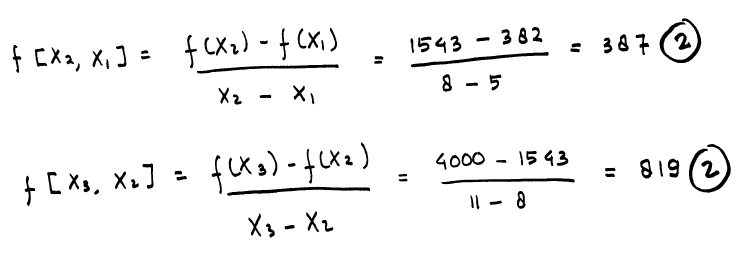 f [X₂, X₁] = f(X₂) - f(X₁) / X₂ - X₁ = 1543 - 382 / 8 - 5 = 387 ②
f [X₃, X₂] = f(X₃) - f(X₂) / X₃ - X₂ = 4000 - 1543 / 11 - 8 = 819 ②